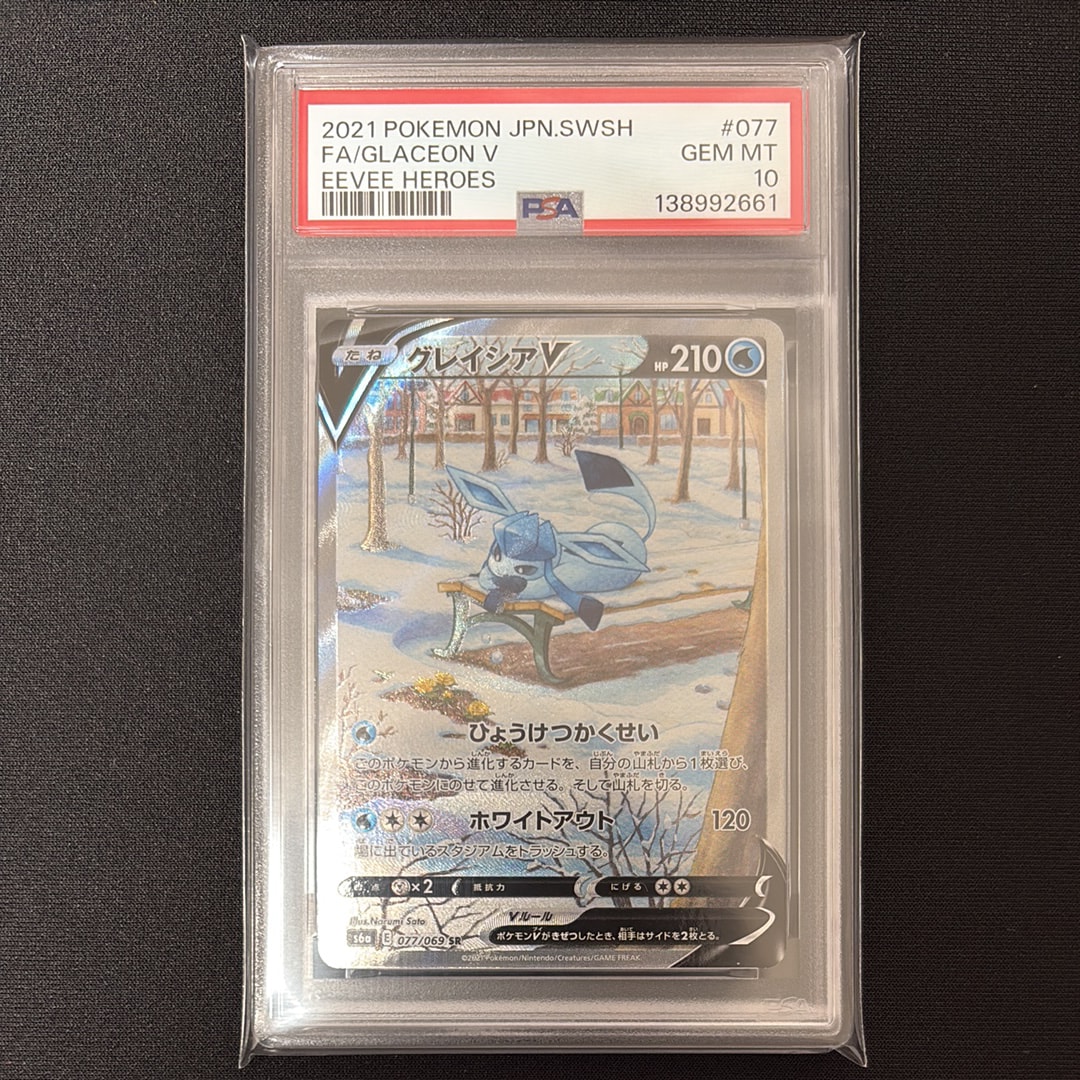 2021 POKEMON JPN.SWSH #077
FA/GLACEON V GEM MT
EEVEE HEROES 10
PSA 138992661
たね グレイシアV HP 210
ひょうけつかくせい
このポケモンから進化するカードを、自分の山札から1枚選び、
このポケモンにのせて進化させる。そして山札を切る。
ホワイトアウト 120
場に出ているスタジアムをトラッシュする。
弱点 ×2 抵抗力 にげる
Illus. Narumi Sato
Vルール
s6a E 077/069 SR ポケモンVがきぜつしたとき、相手はサイドを2枚とる。
©2021 Pokémon/Nintendo/Creatures/GAME FREAK.